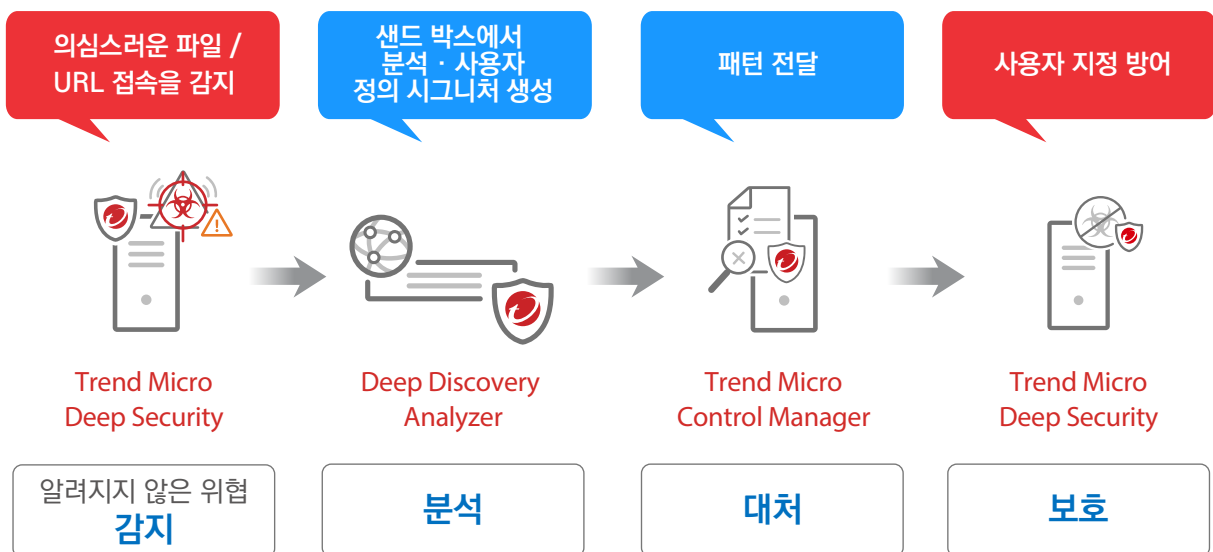 의심스러운 파일 /
URL 접속을 감지
샌드 박스에서
분석 · 사용자
정의 시그니처 생성
패턴 전달
사용자 지정 방어
Trend Micro
Deep Security
Deep Discovery
Analyzer
Trend Micro
Control Manager
Trend Micro
Deep Security
알려지지 않은 위협
감지
분석
대처
보호